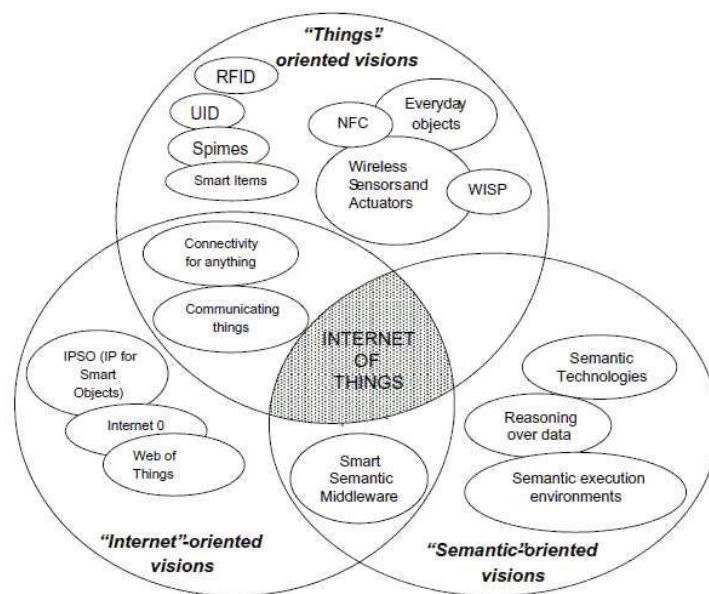 “Things”-
oriented visions
RFID
UID
Spimes
Smart Items
Everyday
objects
NFC
Wireless
Sensors and
Actuators
WISP
Connectivity
for anything
Communicating
things
INTERNET
OF
THINGS
IPSO (IP for
Smart
Objects)
Internet 0
Web of
Things
Semantic
Technologies
Reasoning
over data
Semantic execution
environments
Smart
Semantic
Middleware
“Internet”-oriented
visions
“Semantic”-oriented
visions